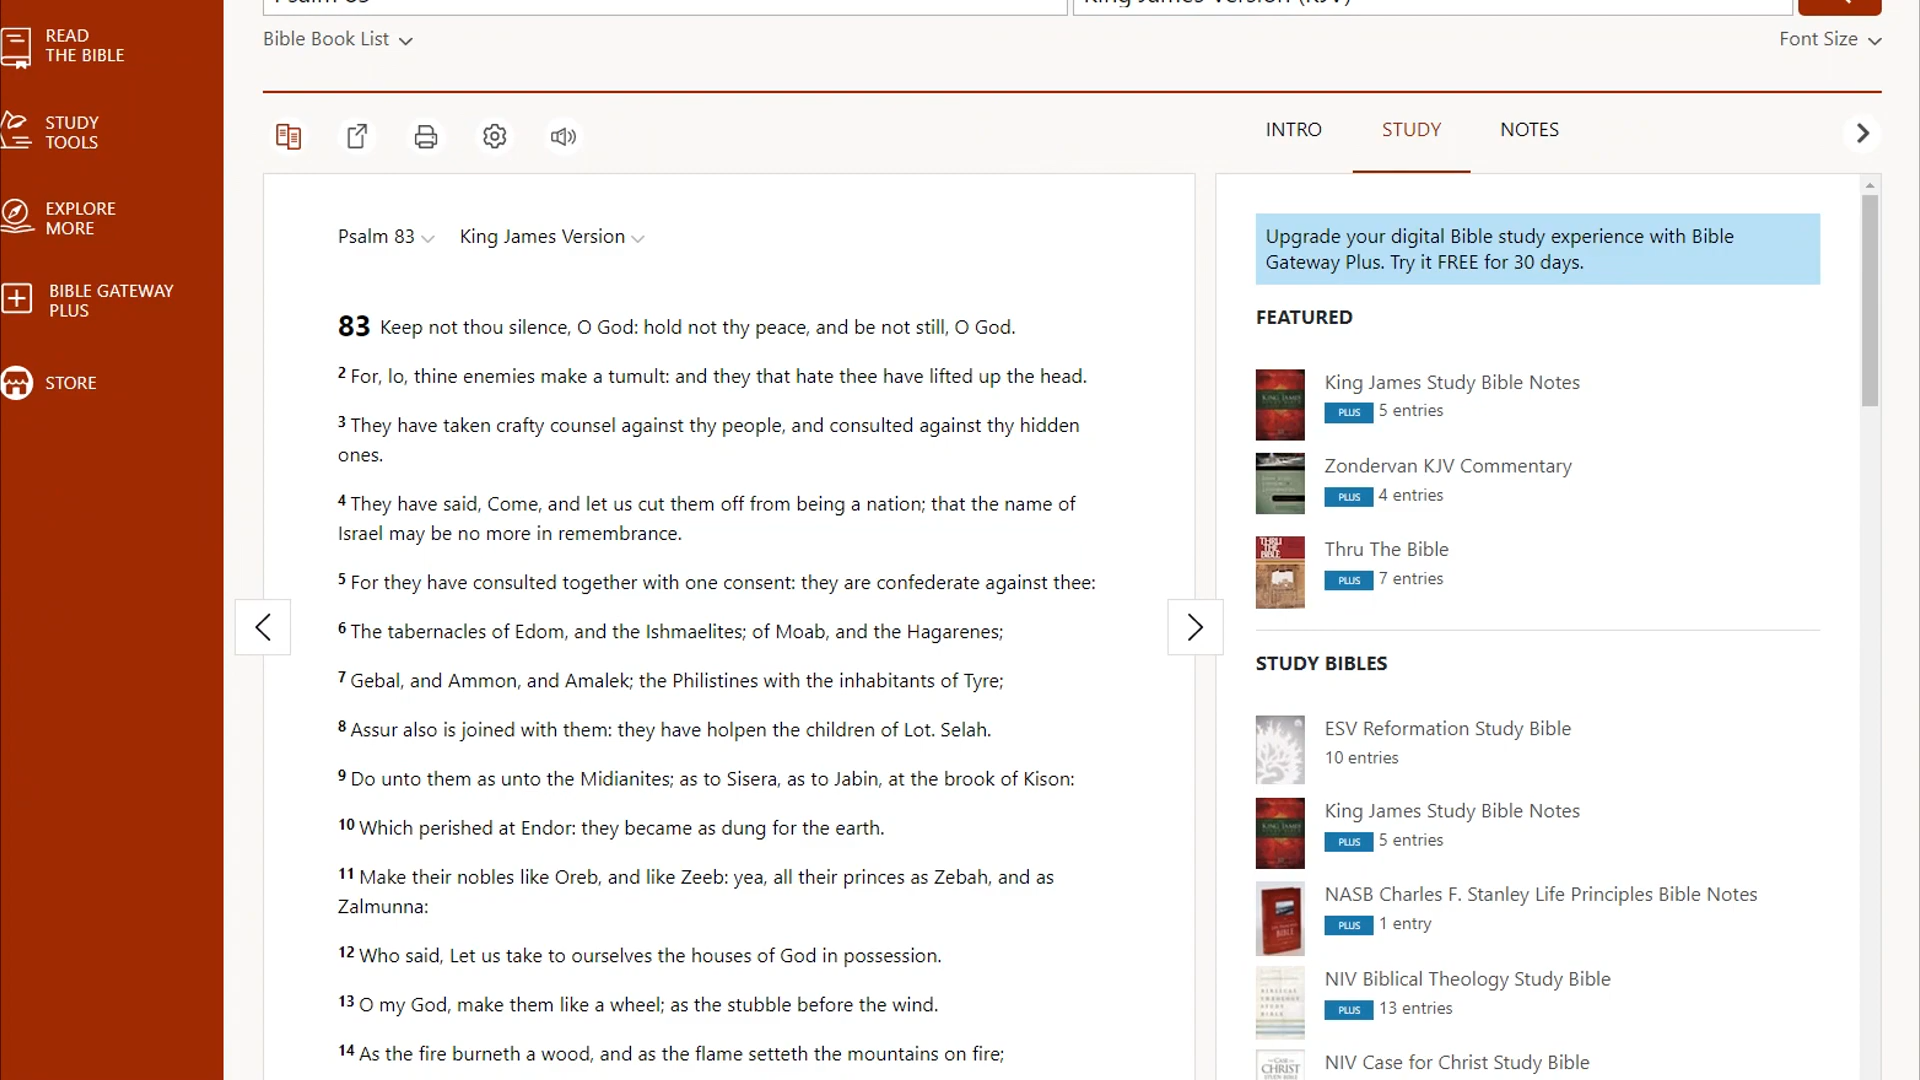 Psalm 83
King James Version (KJV)
Bible Book List
Font Size
READ
THE BIBLE
STUDY
TOOLS
EXPLORE
MORE
BIBLE GATEWAY
PLUS
STORE
INTRO
STUDY
NOTES
Psalm 83
King James Version
83 Keep not thou silence, O God: hold not thy peace, and be not still, O God.
2 For, lo, thine enemies make a tumult: and they that hate thee have lifted up the head.
3 They have taken crafty counsel against thy people, and consulted against thy hidden
ones.
4 They have said, Come, and let us cut them off from being a nation; that the name of
Israel may be no more in remembrance.
5 For they have consulted together with one consent: they are confederate against thee:
6 The tabernacles of Edom, and the Ishmaelites; of Moab, and the Hagarenes;
7 Gebal, and Ammon, and Amalek; the Philistines with the inhabitants of Tyre;
8 Assur also is joined with them: they have holpen the children of Lot. Selah.
9 Do unto them as unto the Midianites; as to Sisera, as to Jabin, at the brook of Kison:
10 Which perished at Endor: they became as dung for the earth.
11 Make their nobles like Oreb, and like Zeeb: yea, all their princes as Zebah, and as
Zalmunna:
12 Who said, Let us take to ourselves the houses of God in possession.
13 O my God, make them like a wheel; as the stubble before the wind.
14 As the fire burneth a wood, and as the flame setteth the mountains on fire;
Upgrade your digital Bible study experience with Bible
Gateway Plus. Try it FREE for 30 days.
FEATURED
King James Study Bible Notes
PLUS 5 entries
Zondervan KJV Commentary
PLUS 4 entries
THRU
THE
BIBLE
Thru The Bible
PLUS 7 entries
STUDY BIBLES
ESV Reformation Study Bible
10 entries
King James Study Bible Notes
PLUS 5 entries
NASB Charles F. Stanley Life Principles Bible Notes
PLUS 1 entry
NIV Biblical Theology Study Bible
PLUS 13 entries
NIV Case for Christ Study Bible